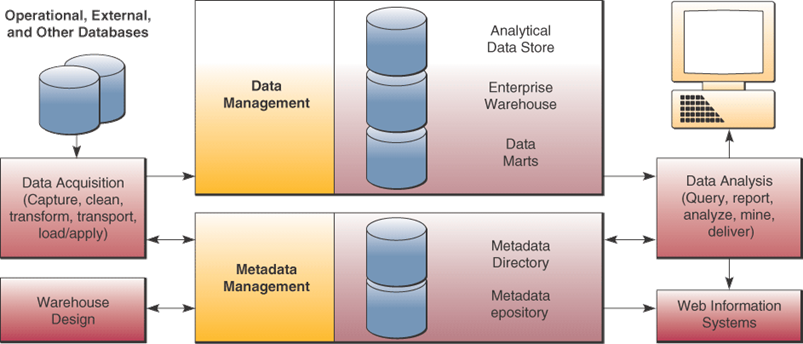 Operational, External,
and Other Databases
Data Acquisition
(Capture, clean,
transform, transport,
load/apply)
Warehouse
Design
Data
Management
Analytical
Data Store
Enterprise
Warehouse
Data
Marts
Metadata
Management
Metadata
Directory
Metadata
epository
Data Analysis
(Query, report,
analyze, mine,
deliver)
Web Information
Systems